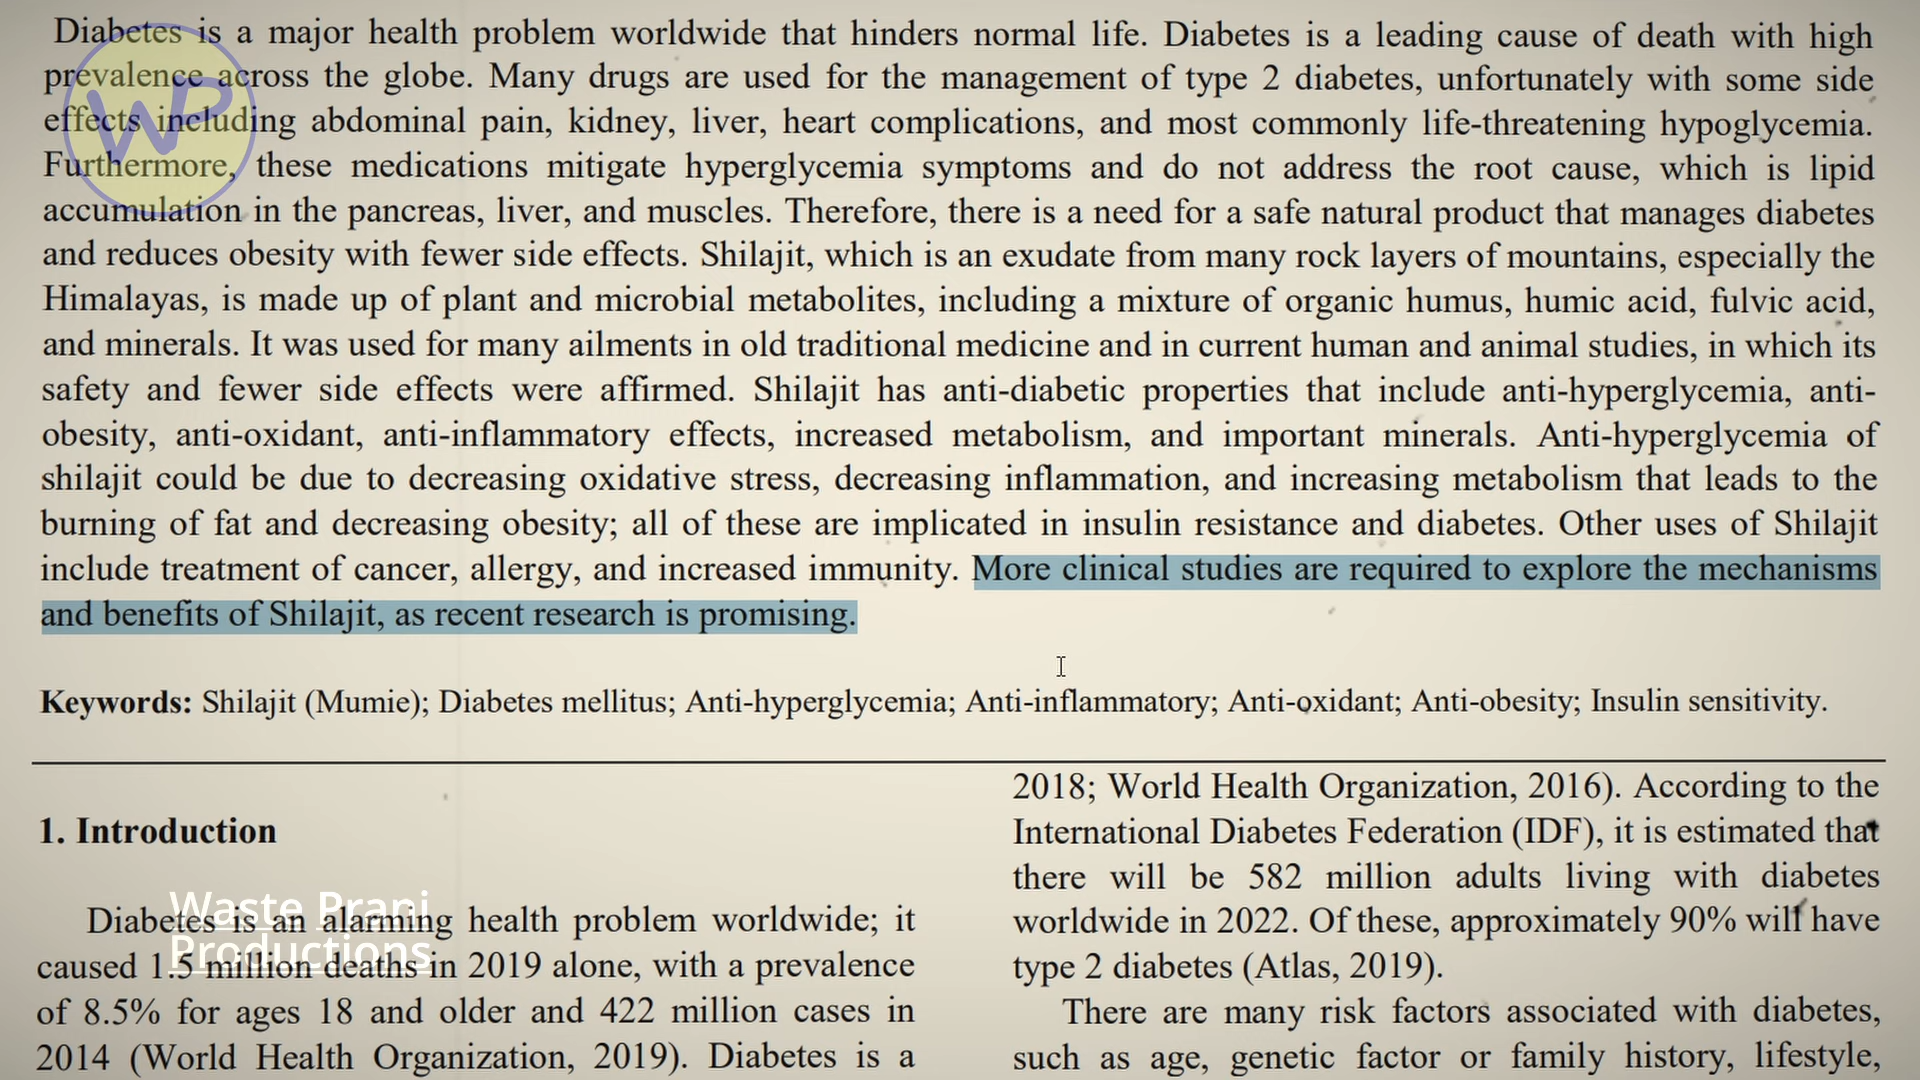 Diabetes is a major health problem worldwide that hinders normal life. Diabetes is a leading cause of death with high
prevalence across the globe. Many drugs are used for the management of type 2 diabetes, unfortunately with some side
effects including abdominal pain, kidney, liver, heart complications, and most commonly life-threatening hypoglycemia.
Furthermore, these medications mitigate hyperglycemia symptoms and do not address the root cause, which is lipid
accumulation in the pancreas, liver, and muscles. Therefore, there is a need for a safe natural product that manages diabetes
and reduces obesity with fewer side effects. Shilajit, which is an exudate from many rock layers of mountains, especially the
Himalayas, is made up of plant and microbial metabolites, including a mixture of organic humus, humic acid, fulvic acid,
and minerals. It was used for many ailments in old traditional medicine and in current human and animal studies, in which its
safety and fewer side effects were affirmed. Shilajit has anti-diabetic properties that include anti-hyperglycemia, anti-
obesity, anti-oxidant, anti-inflammatory effects, increased metabolism, and important minerals. Anti-hyperglycemia of
shilajit could be due to decreasing oxidative stress, decreasing inflammation, and increasing metabolism that leads to the
burning of fat and decreasing obesity; all of these are implicated in insulin resistance and diabetes. Other uses of Shilajit
include treatment of cancer, allergy, and increased immunity. More clinical studies are required to explore the mechanisms
and benefits of Shilajit, as recent research is promising.
Keywords: Shilajit (Mumie); Diabetes mellitus; Anti-hyperglycemia; Anti-inflammatory; Anti-oxidant; Anti-obesity; Insulin sensitivity.
1. Introduction
Diabetes is an alarming health problem worldwide; it
caused 1.5 million deaths in 2019 alone, with a prevalence
of 8.5% for ages 18 and older and 422 million cases in
2014 (World Health Organization, 2019). Diabetes is a
2018; World Health Organization, 2016). According to the
International Diabetes Federation (IDF), it is estimated that
there will be 582 million adults living with diabetes
worldwide in 2022. Of these, approximately 90% will have
type 2 diabetes (Atlas, 2019).
There are many risk factors associated with diabetes,
such as age, genetic factor or family history, lifestyle,
WP
Waste Prani
Productions